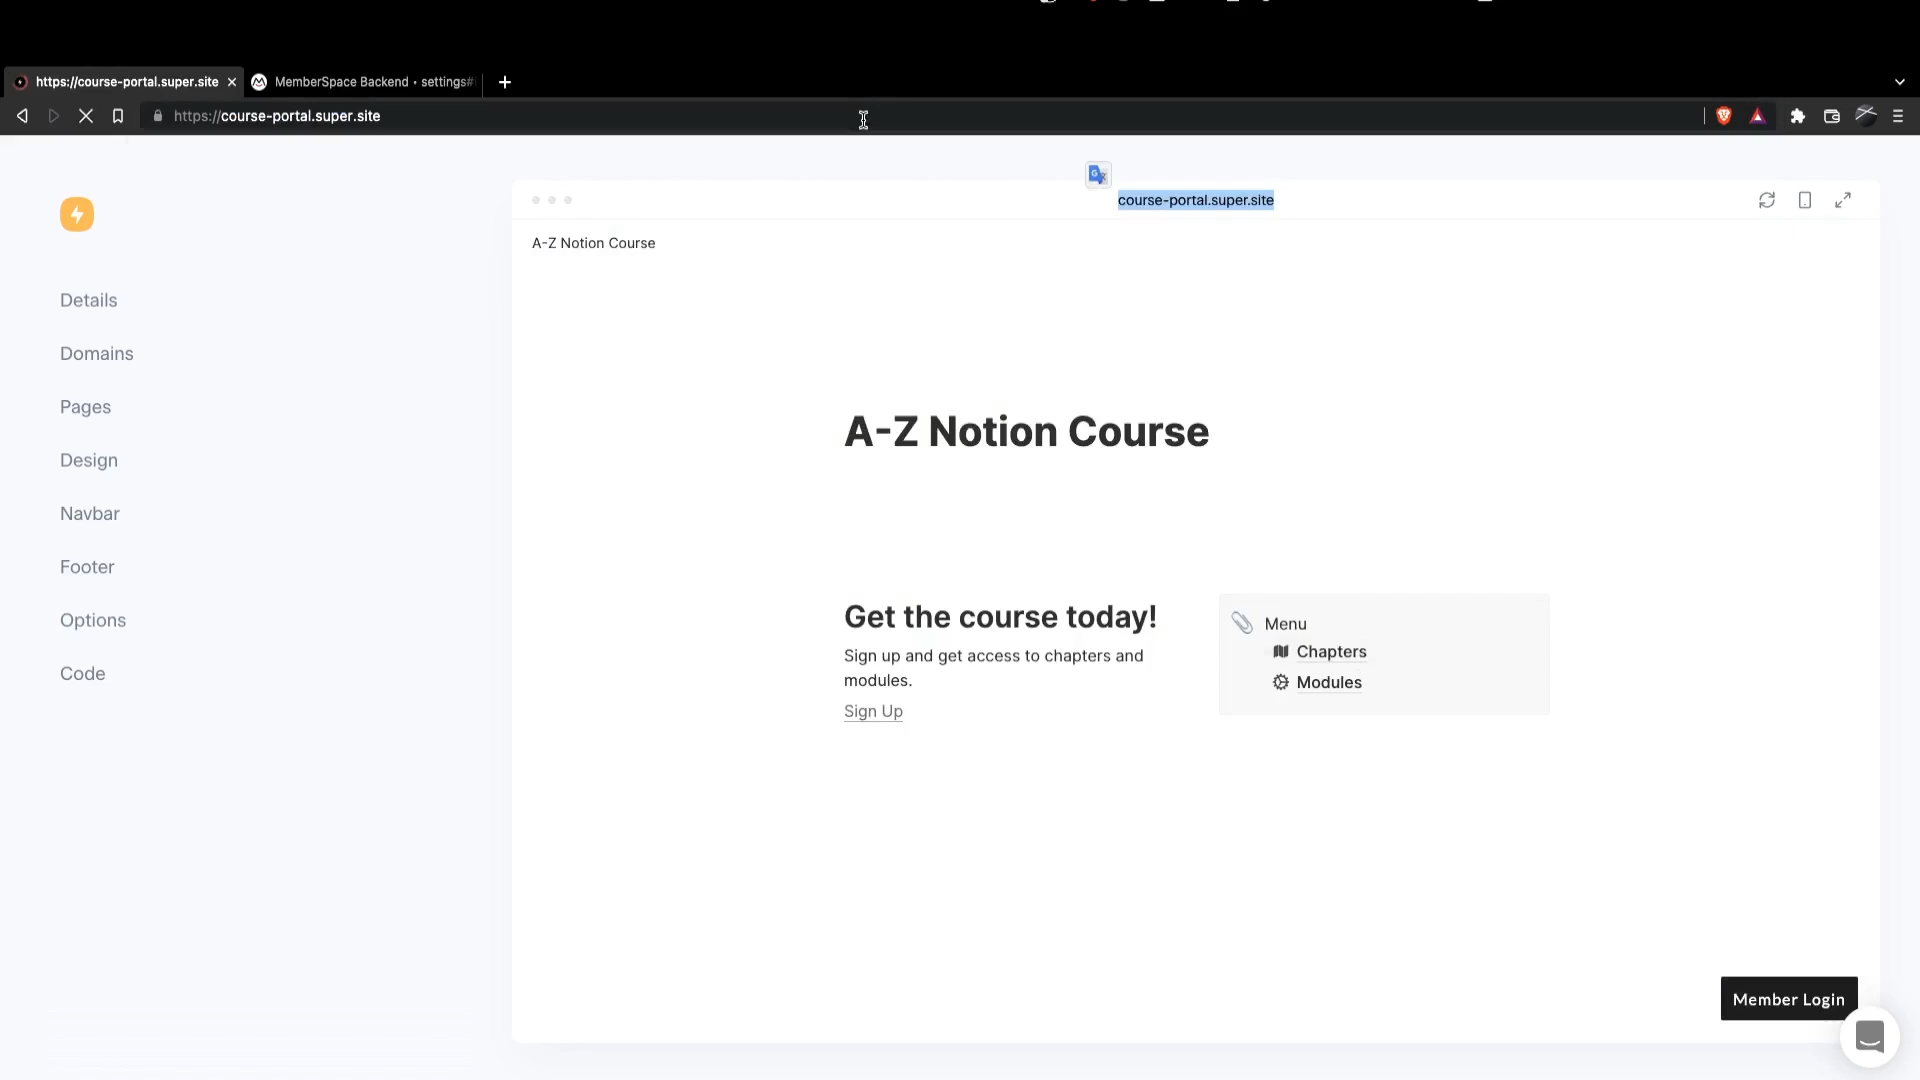 https://course-portal.super.site
MemberSpace Backend • settings#
https://course-portal.super.site
course-portal.super.site
A-Z Notion Course
Details
Domains
Pages
Design
Navbar
Footer
Options
Code
A-Z Notion Course
Get the course today!
Sign up and get access to chapters and
modules.
Sign Up
Menu
Chapters
Modules
Member Login